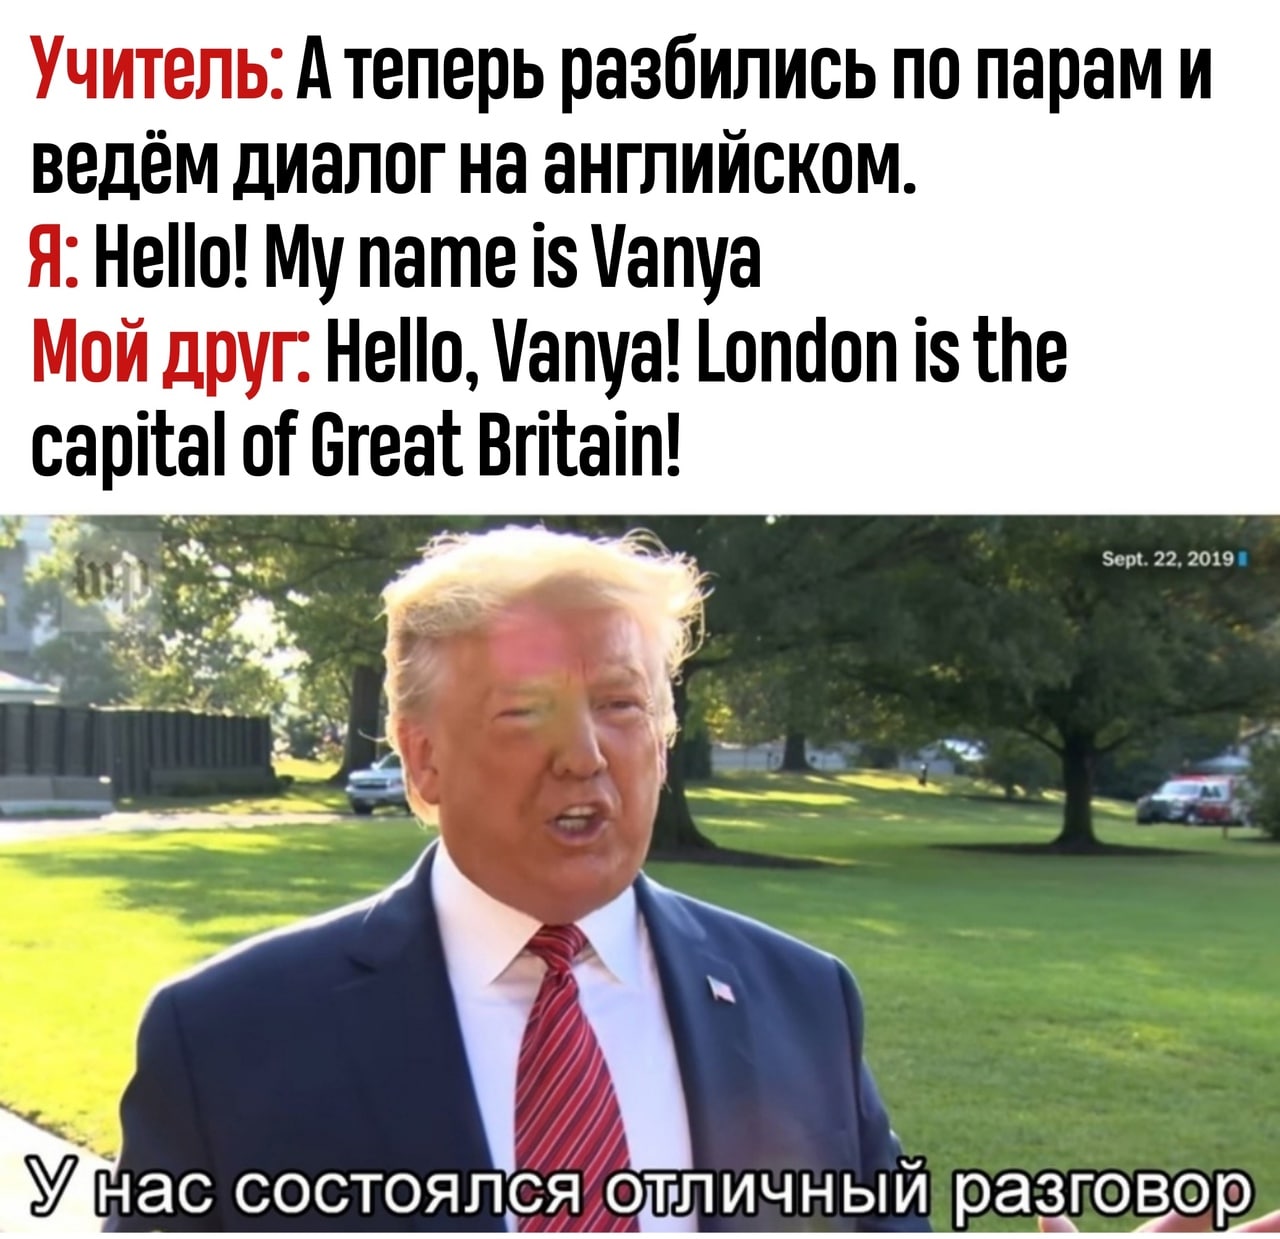 Учитель: А теперь разбились по парам и
ведём диалог на английском.
Я: Hello! My name is Vanya
Мой друг: Hello, Vanya! London is the
capital of Great Britain!
wp
Sept. 22, 2019
У нас состоялся отличный разговор